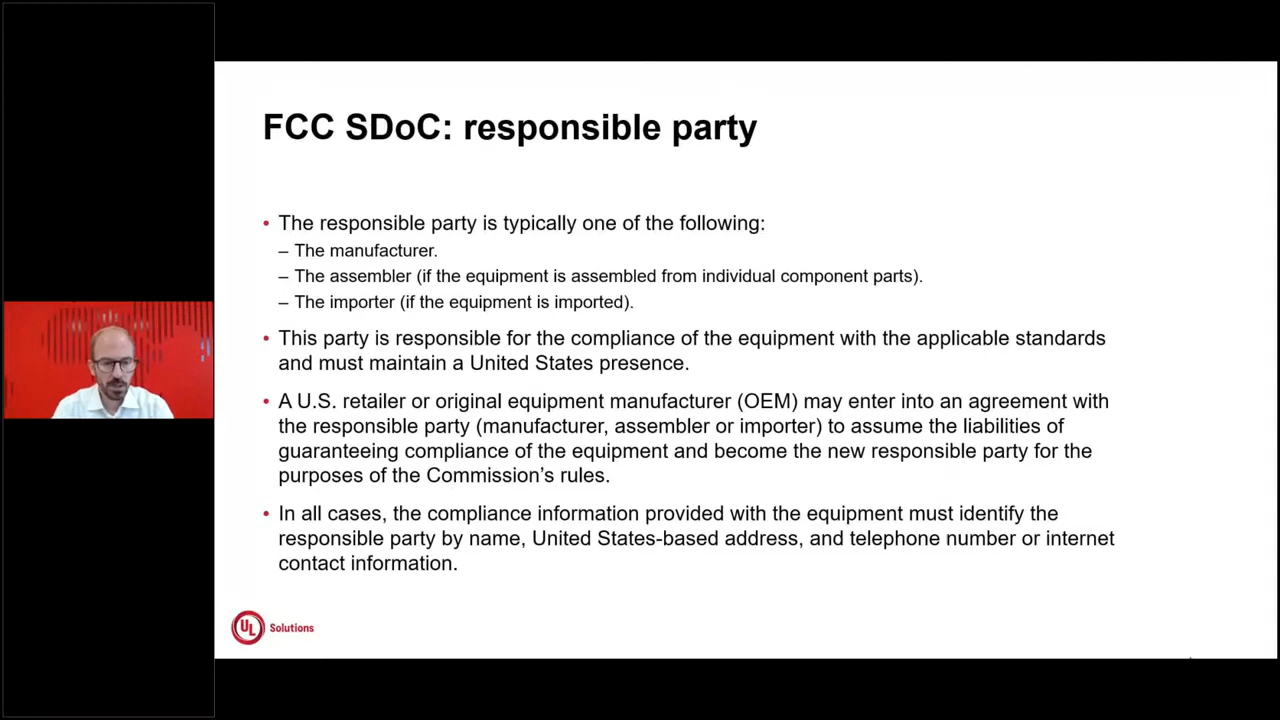 FCC SDoC: responsible party
• The responsible party is typically one of the following:
– The manufacturer.
– The assembler (if the equipment is assembled from individual component parts).
– The importer (if the equipment is imported).
• This party is responsible for the compliance of the equipment with the applicable standards
and must maintain a United States presence.
• A U.S. retailer or original equipment manufacturer (OEM) may enter into an agreement with
the responsible party (manufacturer, assembler or importer) to assume the liabilities of
guaranteeing compliance of the equipment and become the new responsible party for the
purposes of the Commission’s rules.
• In all cases, the compliance information provided with the equipment must identify the
responsible party by name, United States-based address, and telephone number or internet
contact information.
UL Solutions